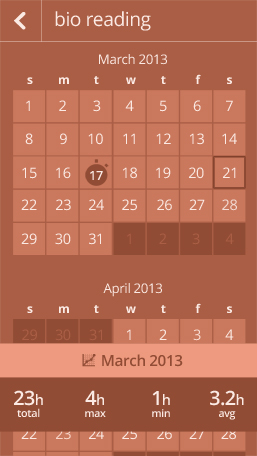 bio reading
March 2013
s m t w t f s
1 2 3 4 5 6 7
8 9 10 11 12 13 14
15 16 17 18 19 20 21
22 23 24 25 26 27 28
29 30 31 1 2 3 4
April 2013
s m t w t f s
29 30 31 1 2 3 4
March 2013
23h 4h 1h 3.2h
total max min avg
22 23 24 25 26 27 28